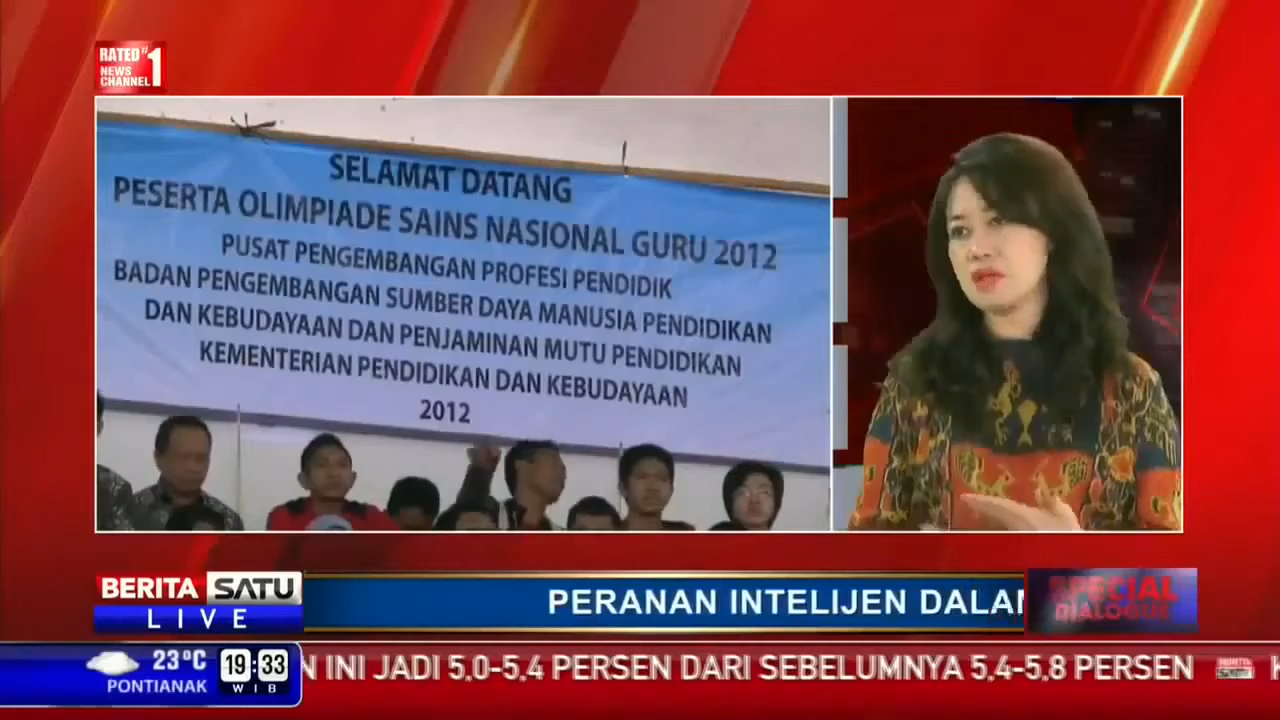 RATED #1
NEWS
CHANNEL
SELAMAT DATANG
PESERTA OLIMPIADE SAINS NASIONAL GURU 2012
PUSAT PENGEMBANGAN PROFESI PENDIDIK
BADAN PENGEMBANGAN SUMBER DAYA MANUSIA PENDIDIKAN
DAN KEBUDAYAAN DAN PENJAMINAN MUTU PENDIDIKAN
KEMENTERIAN PENDIDIKAN DAN KEBUDAYAAN
2012
BERITA SATU
LIVE
PERANAN INTELIJEN DALAM
SPECIAL
DIALOGUE
23°C
PONTIANAK
19:33
WIB
N INI JADI 5,0-5,4 PERSEN DARI SEBELUMNYA 5,4-5,8 PERSEN